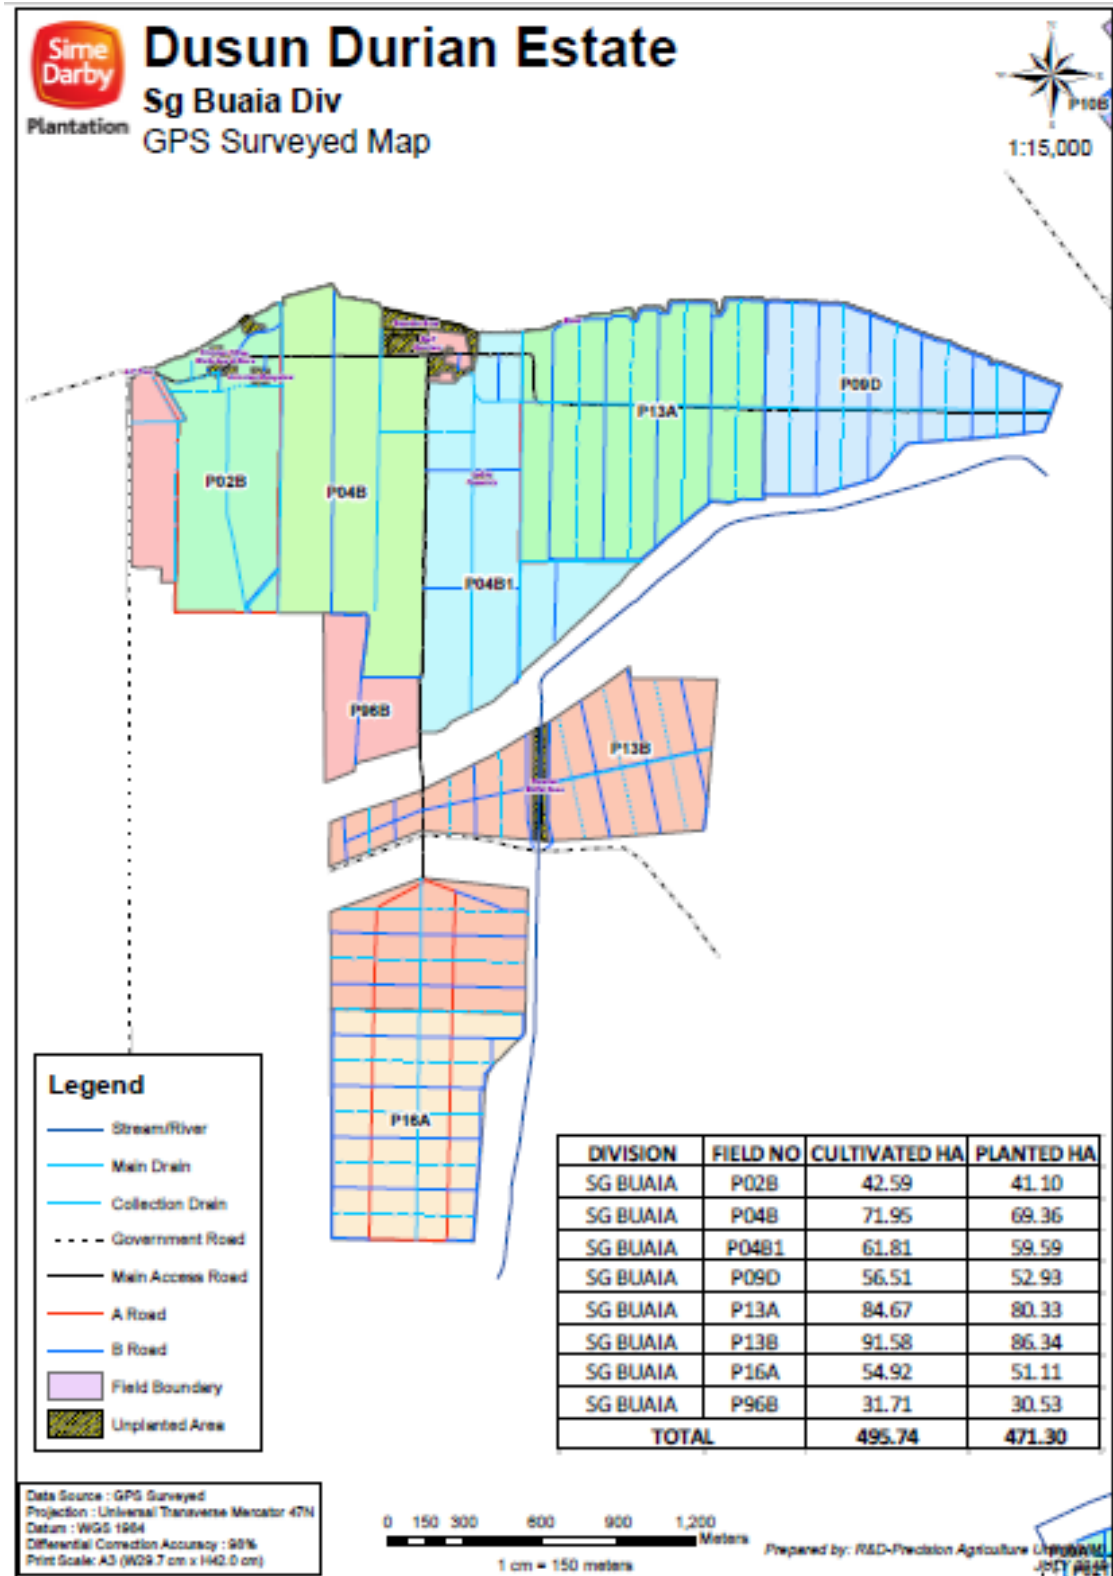 Sime
Darby
Plantation
Dusun Durian Estate
Sg Buaia Div
GPS Surveyed Map
P10B
1:15,000
P09D
P13A
P02B
P04B
P04B1
P96B
P13B
P16A
Legend
Stream/River
Main Drain
Collection Drain
Government Road
Main Access Road
A Road
B Road
Field Boundary
Unplanted Area
DIVISION FIELD NO CULTIVATED HA PLANTED HA
SG BUAIA P02B 42.59 41.10
SG BUAIA P04B 71.95 69.36
SG BUAIA P04B1 61.81 59.59
SG BUAIA P09D 56.51 52.93
SG BUAIA P13A 84.67 80.33
SG BUAIA P13B 91.58 86.34
SG BUAIA P16A 54.92 51.11
SG BUAIA P96B 31.71 30.53
TOTAL 495.74 471.30
Data Source : GPS Surveyed
Projection : Universal Transverse Mercator 47N
Datum : WGS 1984
Differential Correction Accuracy : 98%
Print Scale: A3 (W29.7 cm x H42.0 cm)
0 150 300 600 900 1,200
Meters
1 cm = 150 meters
Prepared by: R&D-Precision Agriculture